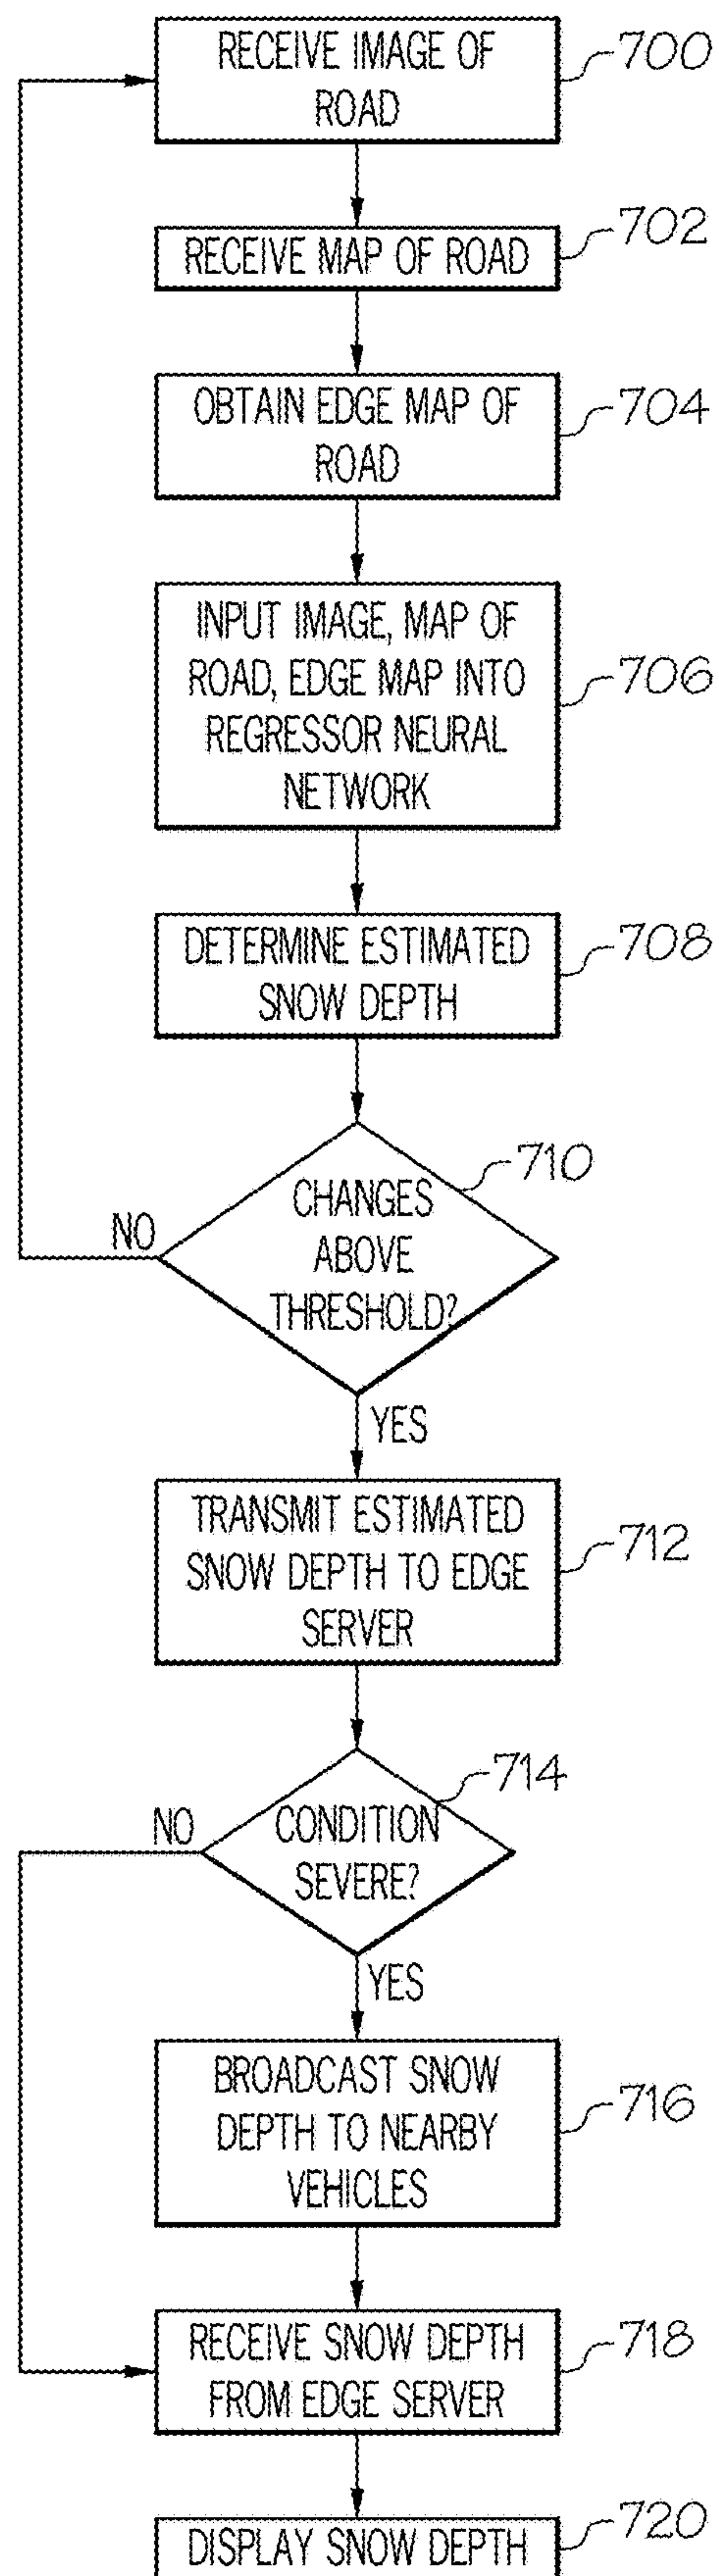 RECEIVE IMAGE OF
ROAD
700
RECEIVE MAP OF ROAD
702
OBTAIN EDGE MAP OF
ROAD
704
INPUT IMAGE, MAP OF
ROAD, EDGE MAP INTO
REGRESSOR NEURAL
NETWORK
706
DETERMINE ESTIMATED
SNOW DEPTH
708
710
CHANGES
ABOVE
THRESHOLD?
NO
YES
TRANSMIT ESTIMATED
SNOW DEPTH TO EDGE
SERVER
712
714
CONDITION
SEVERE?
NO
YES
BROADCAST SNOW
DEPTH TO NEARBY
VEHICLES
716
RECEIVE SNOW DEPTH
FROM EDGE SERVER
718
DISPLAY SNOW DEPTH
720